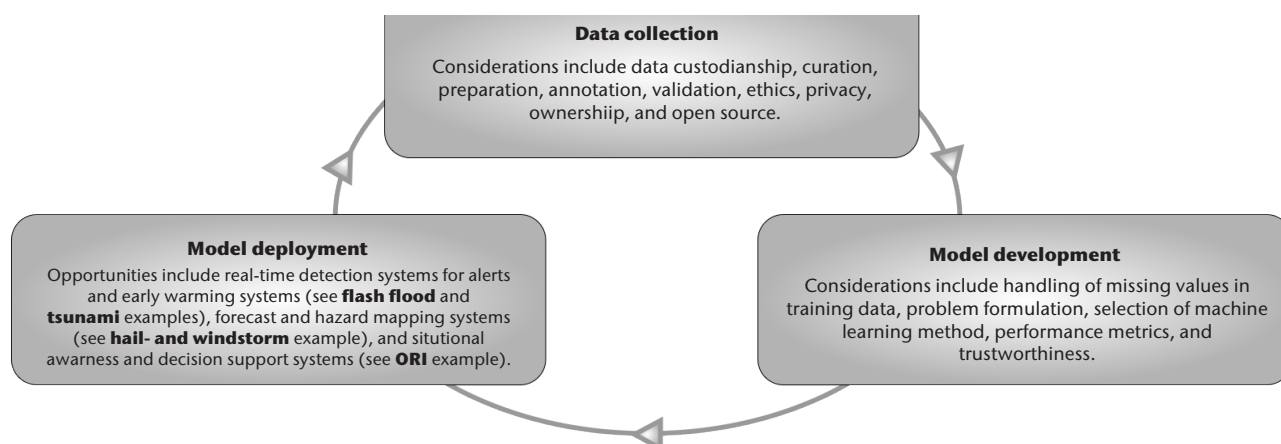 Data collection
Considerations include data custodianship, curation,
preparation, annotation, validation, ethics, privacy,
ownershiip, and open source.
Model deployment
Opportunities include real-time detection systems for alerts
and early warming systems (see flash flood and
tsunami examples), forecast and hazard mapping systems
(see hail- and windstorm example), and situtional
awarness and decision support systems (see ORI example).
Model development
Considerations include handling of missing values in
training data, problem formulation, selection of machine
learning method, performance metrics, and
trustworthiness.